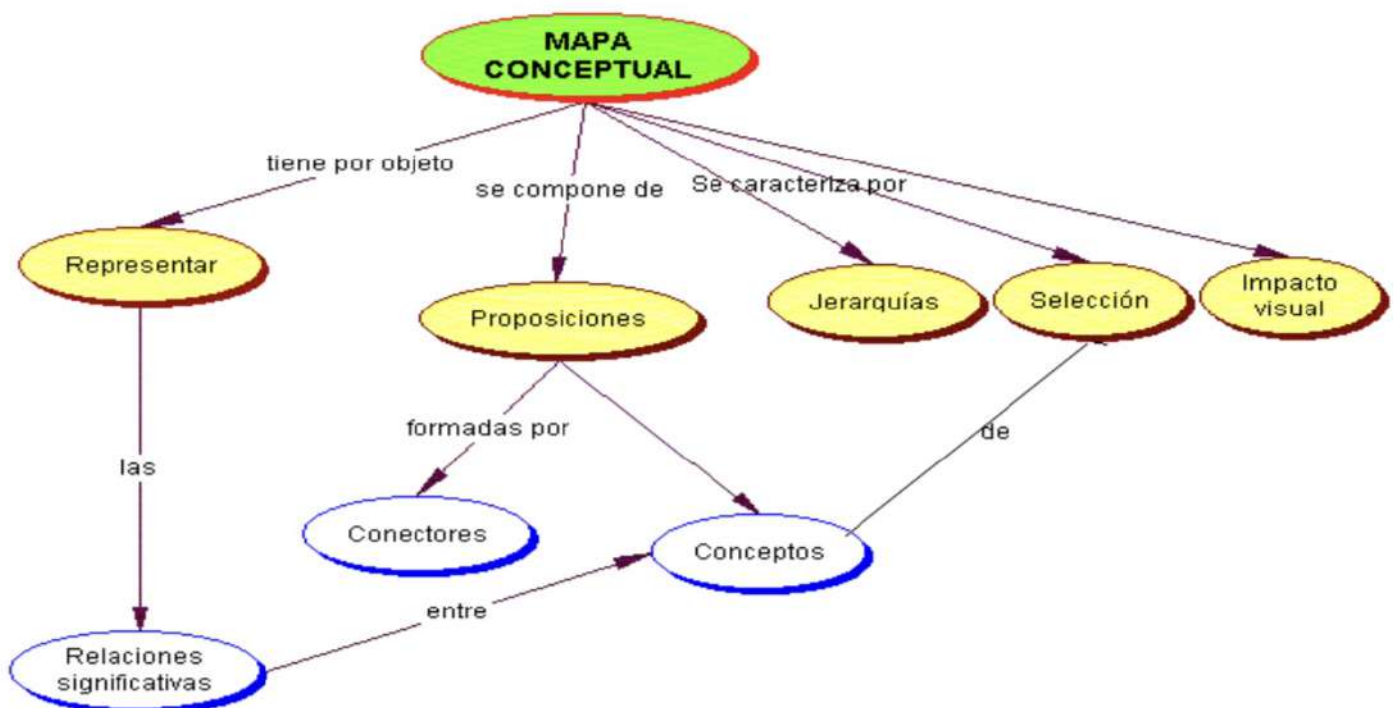 MAPA
CONCEPTUAL
tiene por objeto
se compone de
Se caracteriza por
Representar
Proposiciones
Jerarquías
Selección
Impacto
visual
formadas por
de
las
Conectores
Conceptos
entre
Relaciones
significativas